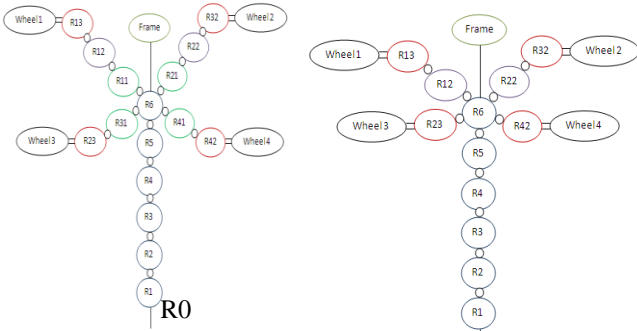 Wheel1
R13
Frame
R32
Wheel2
R12
R22
R11
R21
R6
R31
R41
Wheel3
R23
R5
R42
Wheel4
R4
R3
R2
R1
R0
Frame
Wheel1
R13
R32
Wheel2
R12
R22
R6
Wheel3
R23
R42
Wheel4
R5
R4
R3
R2
R1